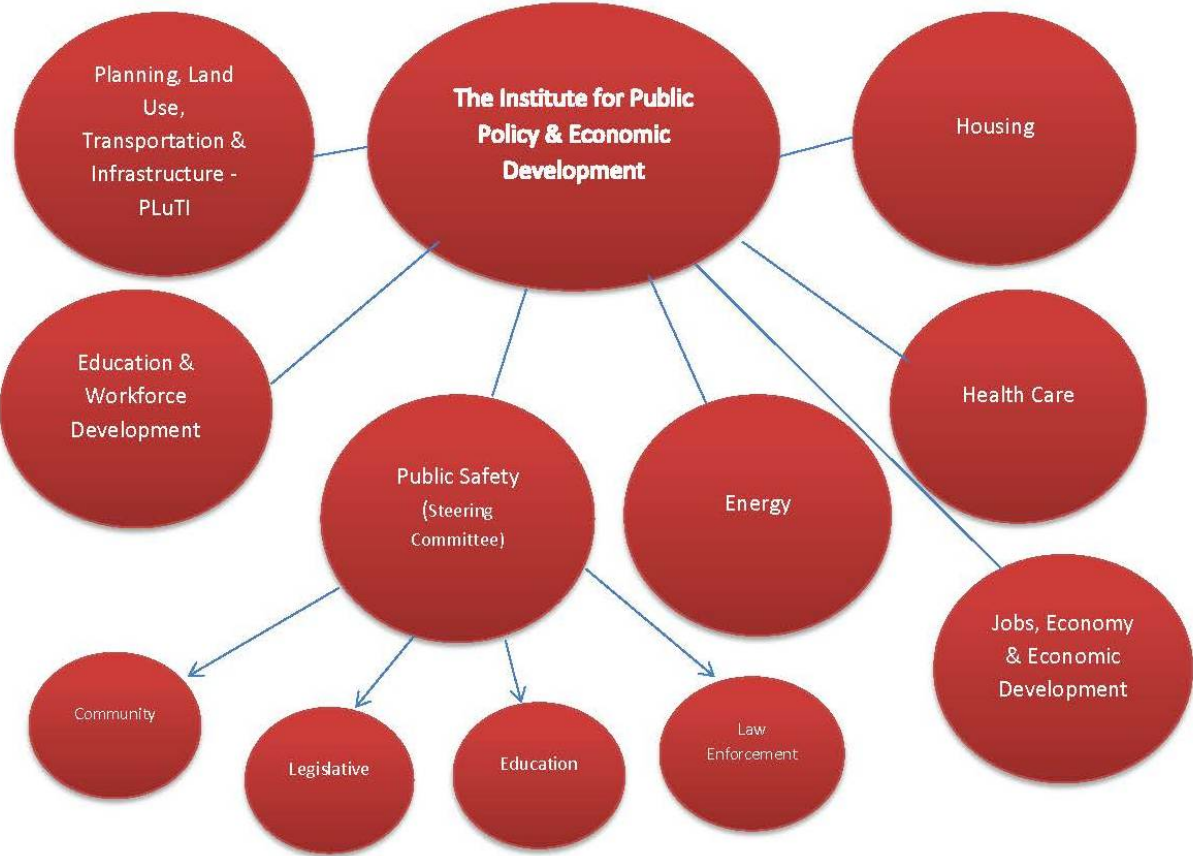 Planning, Land
Use,
Transportation &
Infrastructure -
PLuTI
The Institute for Public
Policy & Economic
Development
Housing
Education &
Workforce
Development
Health Care
Public Safety
(Steering
Committee)
Energy
Jobs, Economy
& Economic
Development
Community
Legislative
Education
Law
Enforcement